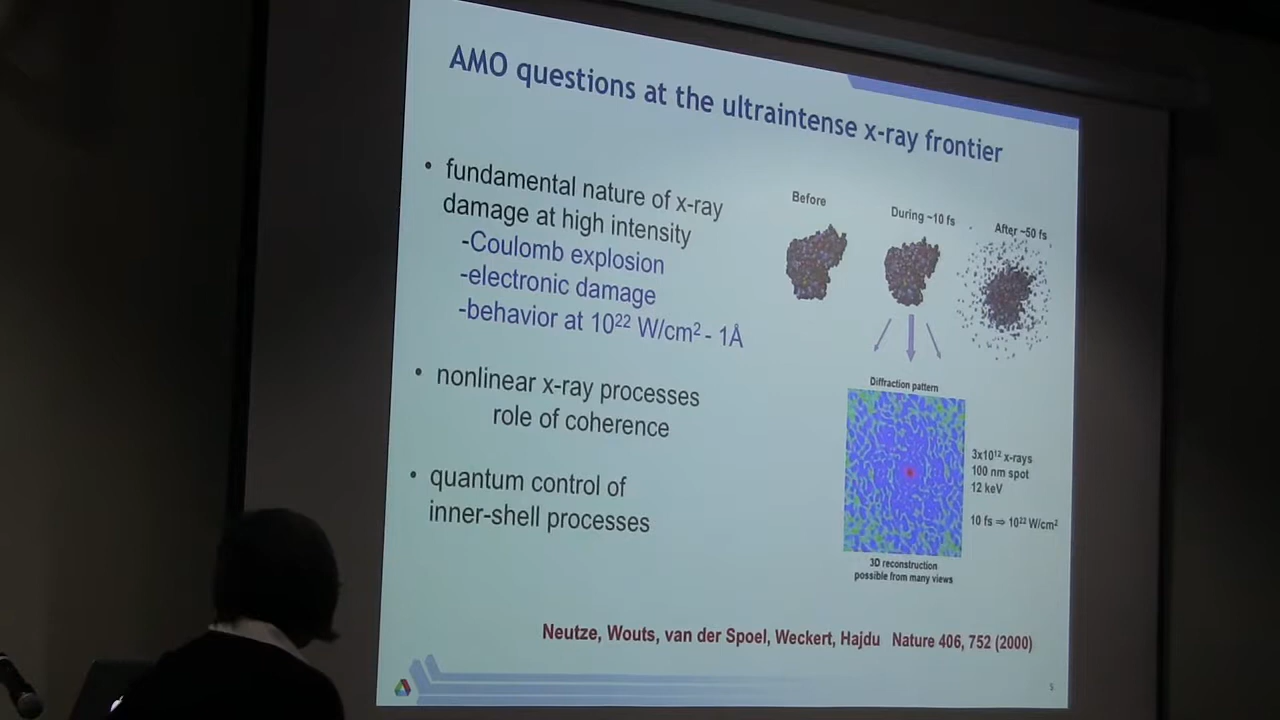 AMO questions at the ultraintense x-ray frontier
• fundamental nature of x-ray
damage at high intensity
-Coulomb explosion
-electronic damage
-behavior at 10²² W/cm² - 1Å
• nonlinear x-ray processes
role of coherence
• quantum control of
inner-shell processes
Before
During ~10 fs
After ~50 fs
Diffraction pattern
3x10¹² x-rays
100 nm spot
12 keV
10 fs ⇒ 10²² W/cm²
3D reconstruction
possible from many views
Neutze, Wouts, van der Spoel, Weckert, Hajdu Nature 406, 752 (2000)
5